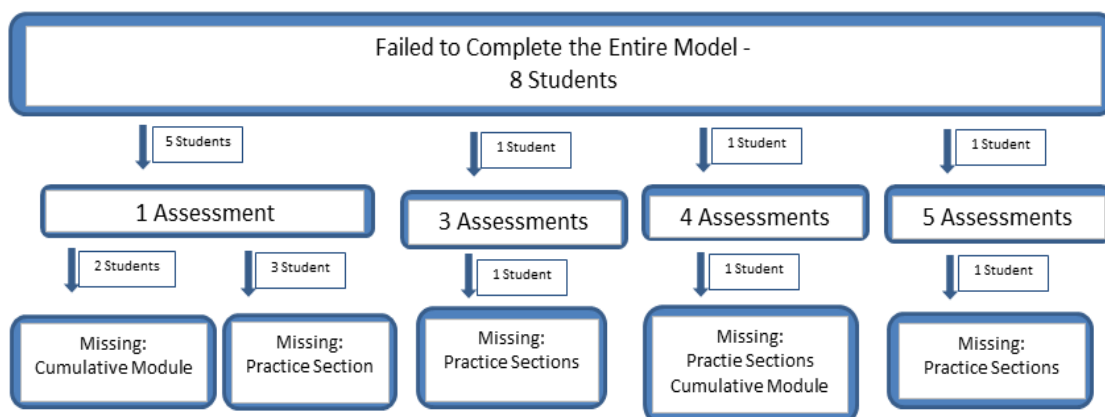 Failed to Complete the Entire Model -
8 Students
5 Students
1 Student
1 Student
1 Student
1 Assessment
3 Assessments
4 Assessments
5 Assessments
2 Students
3 Student
1 Student
1 Student
1 Student
Missing:
Cumulative Module
Missing:
Practice Section
Missing:
Practice Sections
Missing:
Practie Sections
Cumulative Module
Missing:
Practice Sections